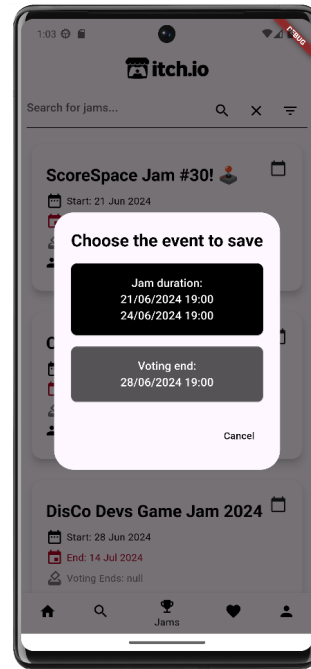 1:03
DEBUG
itch.io
Search for jams...
ScoreSpace Jam #30!
Start: 21 Jun 2024
Choose the event to save
Jam duration:
21/06/2024 19:00
24/06/2024 19:00
Voting end:
28/06/2024 19:00
Cancel
DisCo Devs Game Jam 2024
Start: 28 Jun 2024
End: 14 Jul 2024
Voting Ends: null
Jams